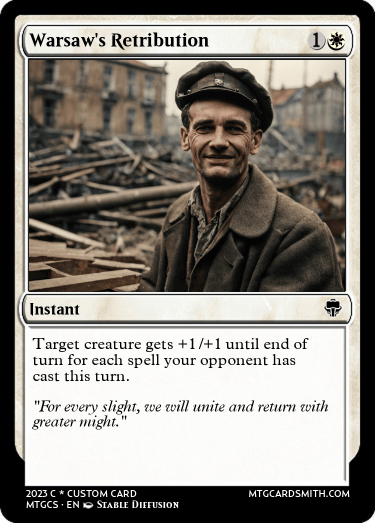 Warsaw's Retribution 1
Instant
Target creature gets +1/+1 until end of
turn for each spell your opponent has
cast this turn.
"For every slight, we will unite and return with
greater might."
2023 C * CUSTOM CARD MTGCARDSMITH.COM
MTGCS · EN STABLE DIFFUSION